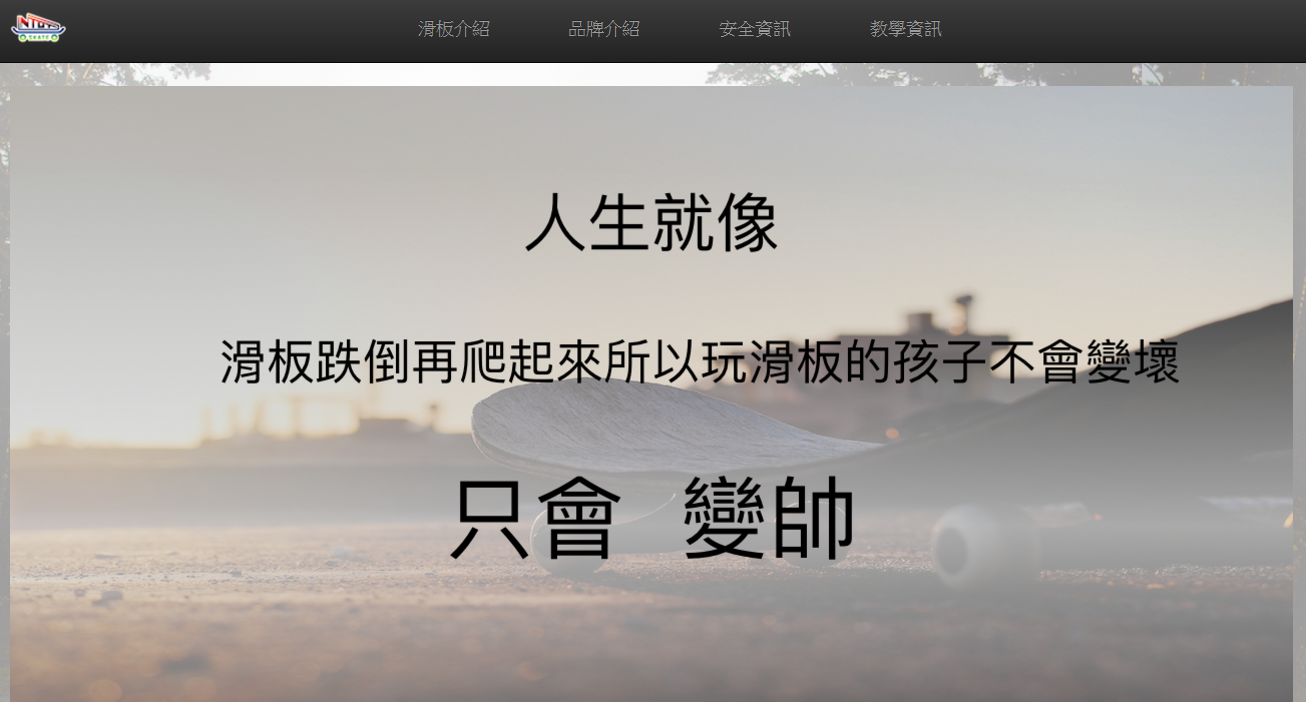 滑板介紹 品牌介紹 安全資訊 教學資訊
人生就像
滑板跌倒再爬起來所以玩滑板的孩子不會變壞
只會 變帥